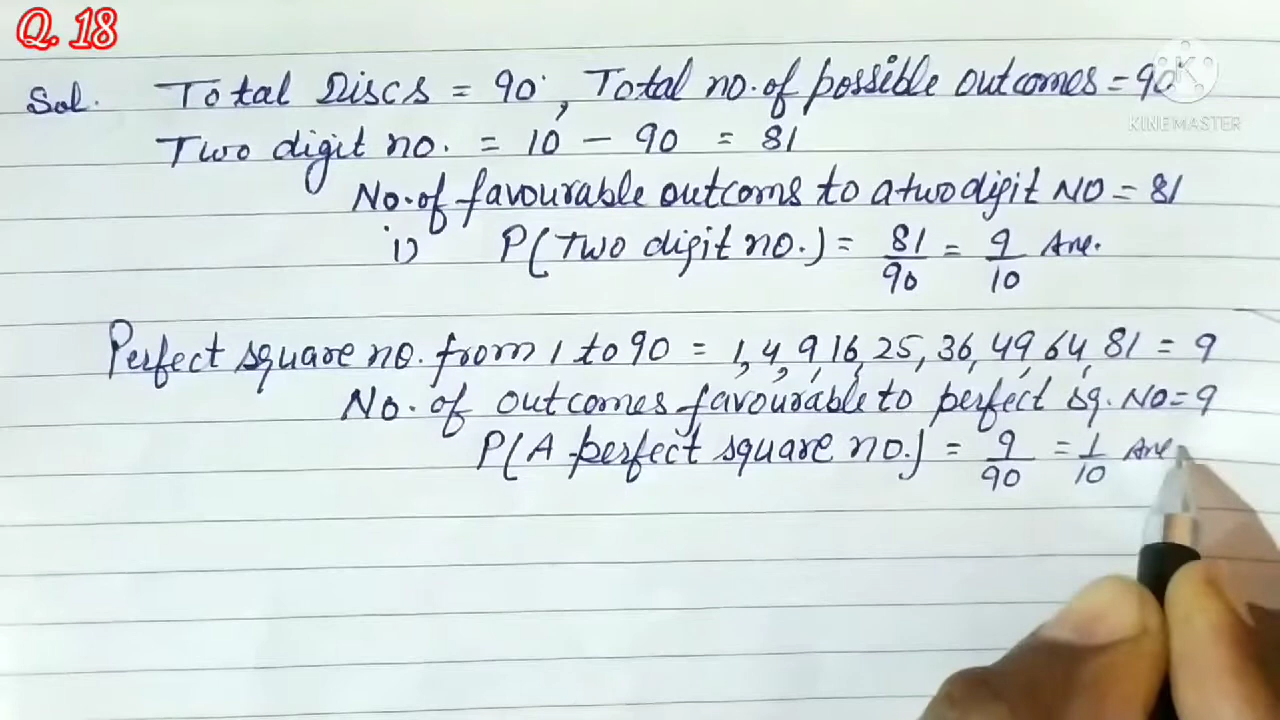 Q. 18
Sol. Total Discs = 90, Total no. of possible outcomes = 90
K
KINEMASTER
Two digit no. = 10 - 90 = 81
No. of favourable outcoms to a two digit NO = 81
i) P(Two digit no.) = 81/90 = 9/10 Ans.
Perfect square no. from 1 to 90 = 1, 4, 9, 16, 25, 36, 49, 64, 81 = 9
No. of outcomes favourable to perfect sq. NO = 9
P(A perfect square no.) = 9/90 = 1/10 Ans